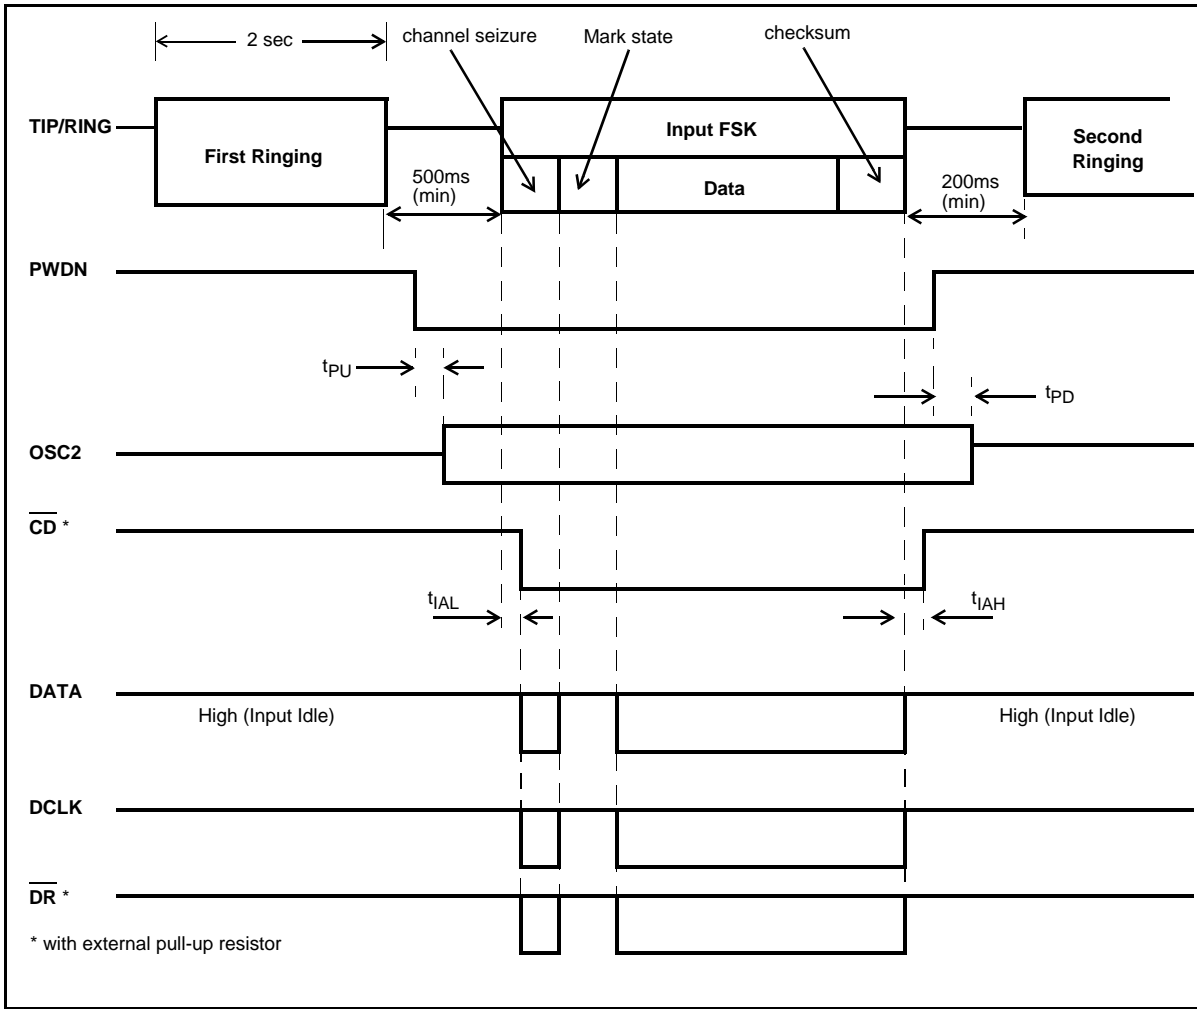 2 sec
channel seizure
Mark state
checksum
TIP/RING
First Ringing
Input FSK
Second
Ringing
500ms
(min)
Data
200ms
(min)
PWDN
tPU
tPD
OSC2
CD *
tIAL
tIAH
DATA
High (Input Idle)
High (Input Idle)
DCLK
DR *
* with external pull-up resistor